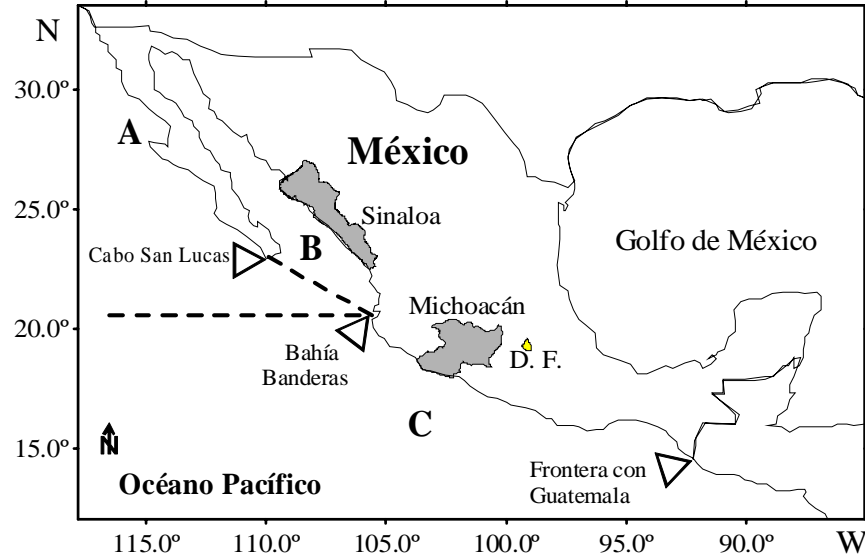 N
30.0º
A
México
25.0º
Sinaloa
B
Golfo de México
Cabo San Lucas
Michoacán
20.0º
D. F.
Bahía
Banderas
C
15.0º
N
Frontera con
Guatemala
Océano Pacífico
115.0º 110.0º 105.0º 100.0º 95.0º 90.0º W